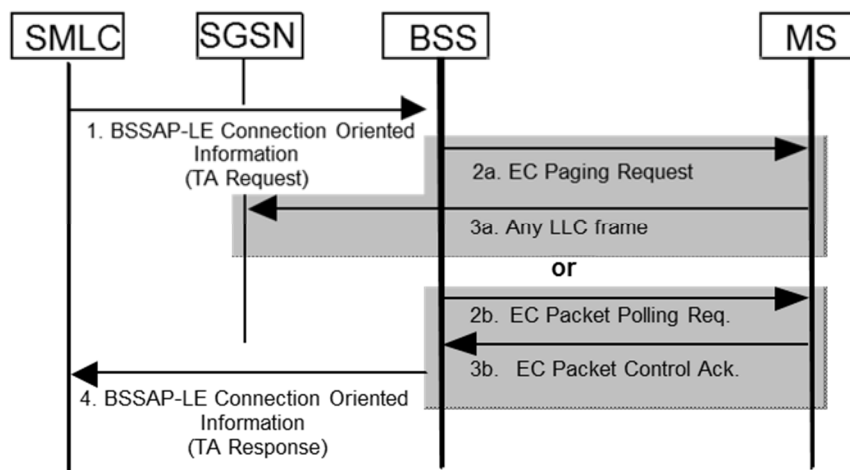 SMLC
SGSN
BSS
MS
1. BSSAP-LE Connection Oriented
Information
(TA Request)
2a. EC Paging Request
3a. Any LLC frame
or
2b. EC Packet Polling Req.
3b. EC Packet Control Ack.
4. BSSAP-LE Connection Oriented
Information
(TA Response)